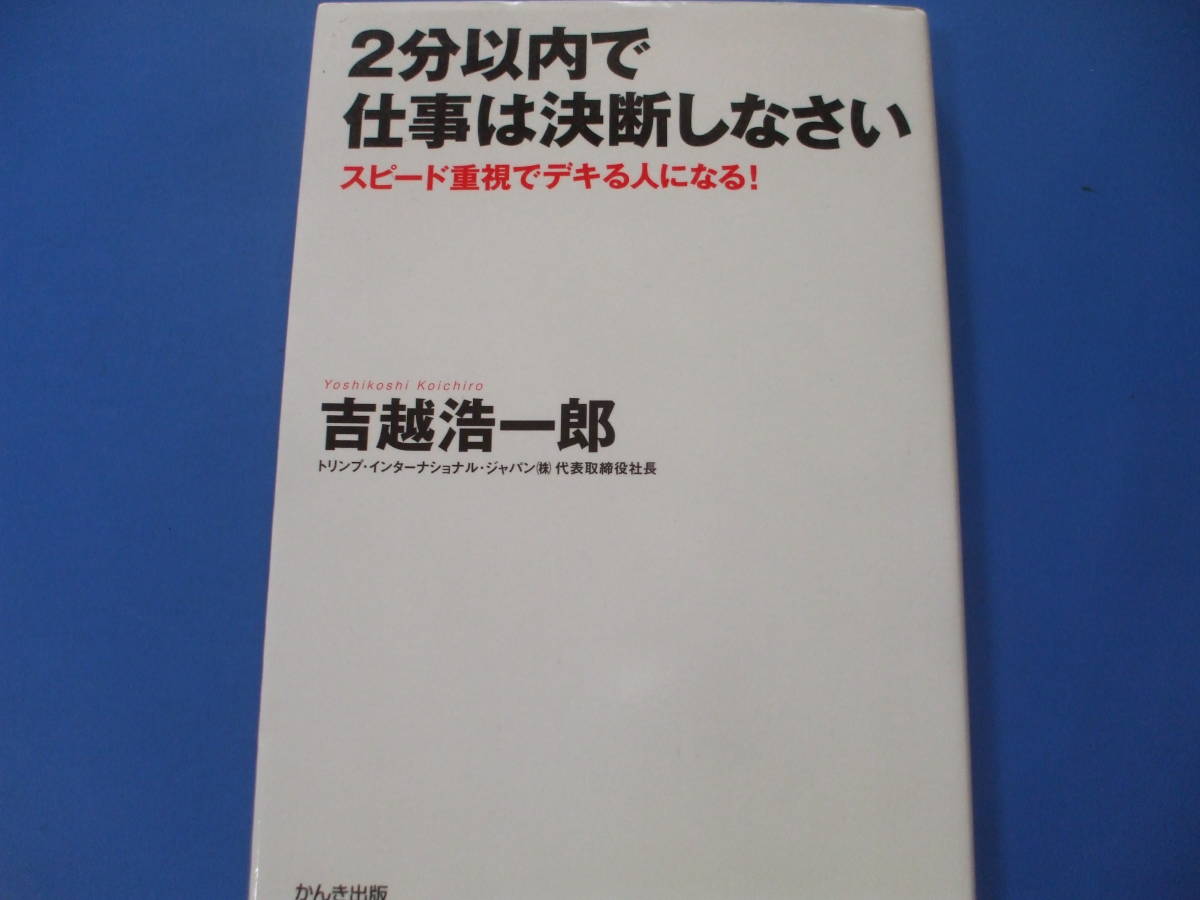 2分以内で
仕事は決断しなさい
スピード重視でデキる人になる!
Yoshikoshi Koichiro
吉越浩一郎
トリンプ・インターナショナル・ジャパン㈱ 代表取締役社長
かんき出版